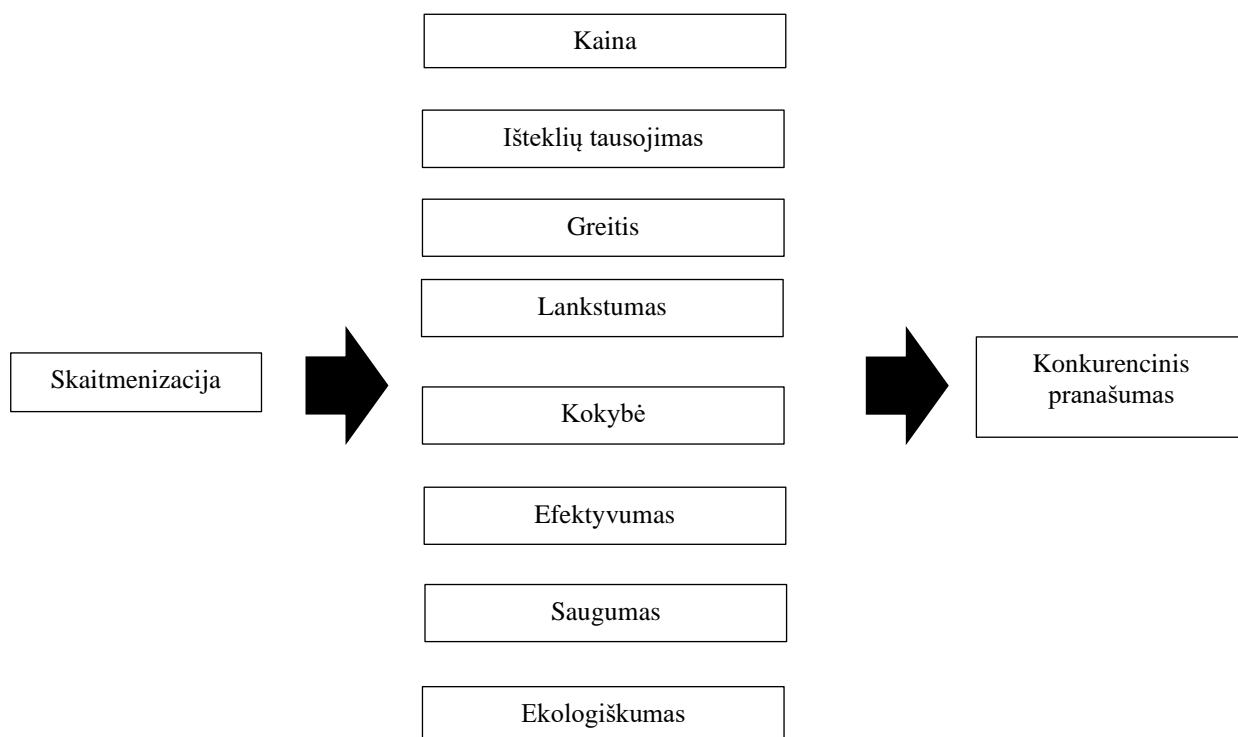 Kaina
Išteklių tausojimas
Greitis
Lankstumas
Skaitmenizacija
Konkurencinis
pranašumas
Kokybė
Efektyvumas
Saugumas
Ekologiškumas